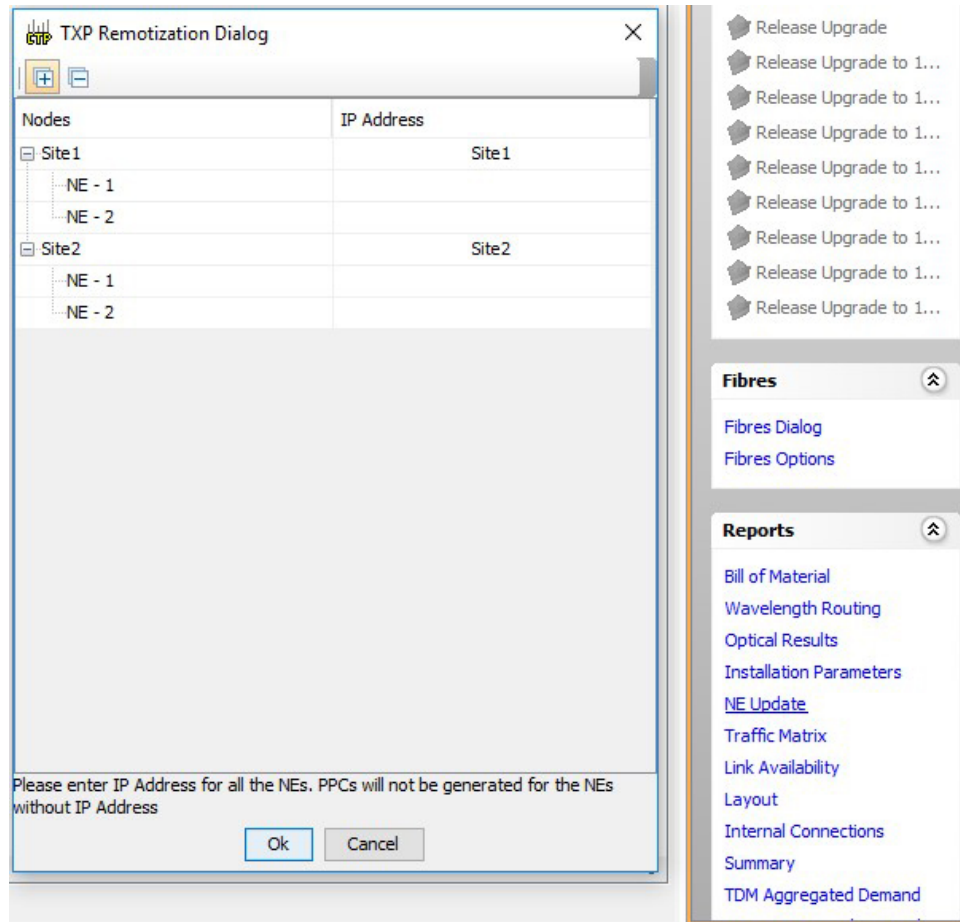 CTP TXP Remotization Dialog
Nodes IP Address
Site1 Site1
NE - 1
NE - 2
Site2 Site2
NE - 1
NE - 2
Please enter IP Address for all the NEs. PPCs will not be generated for the NEs
without IP Address
Ok Cancel
Release Upgrade
Release Upgrade to 1...
Release Upgrade to 1...
Release Upgrade to 1...
Release Upgrade to 1...
Release Upgrade to 1...
Release Upgrade to 1...
Release Upgrade to 1...
Release Upgrade to 1...
Fibres
Fibres Dialog
Fibres Options
Reports
Bill of Material
Wavelength Routing
Optical Results
Installation Parameters
NE Update
Traffic Matrix
Link Availability
Layout
Internal Connections
Summary
TDM Aggregated Demand